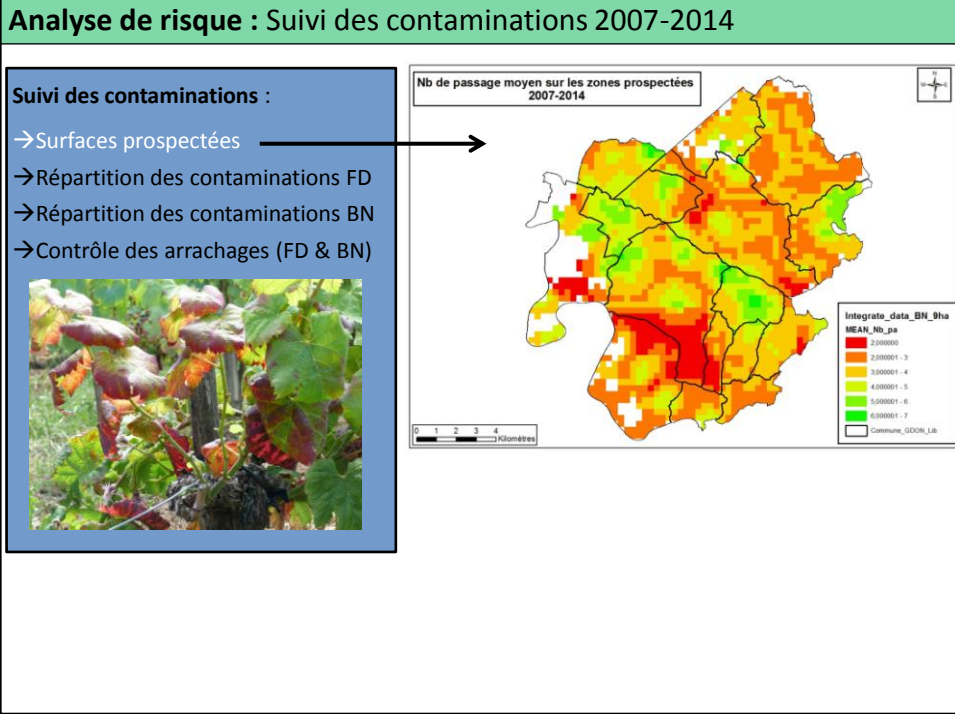 Analyse de risque : Suivi des contaminations 2007-2014
Suivi des contaminations :
→Surfaces prospectées
→Répartition des contaminations FD
→Répartition des contaminations BN
→Contrôle des arrachages (FD & BN)
Nb de passage moyen sur les zones prospectées
2007-2014
N
W E
S
Integrate_data_BN_9ha
MEAN_Nb_pa
2,000000
2,000001 - 3
3,000001 - 4
4,000001 - 5
5,000001 - 6
6,000001 - 7
Commune_GDON_Lib
0 1 2 3 4
Kilomètres